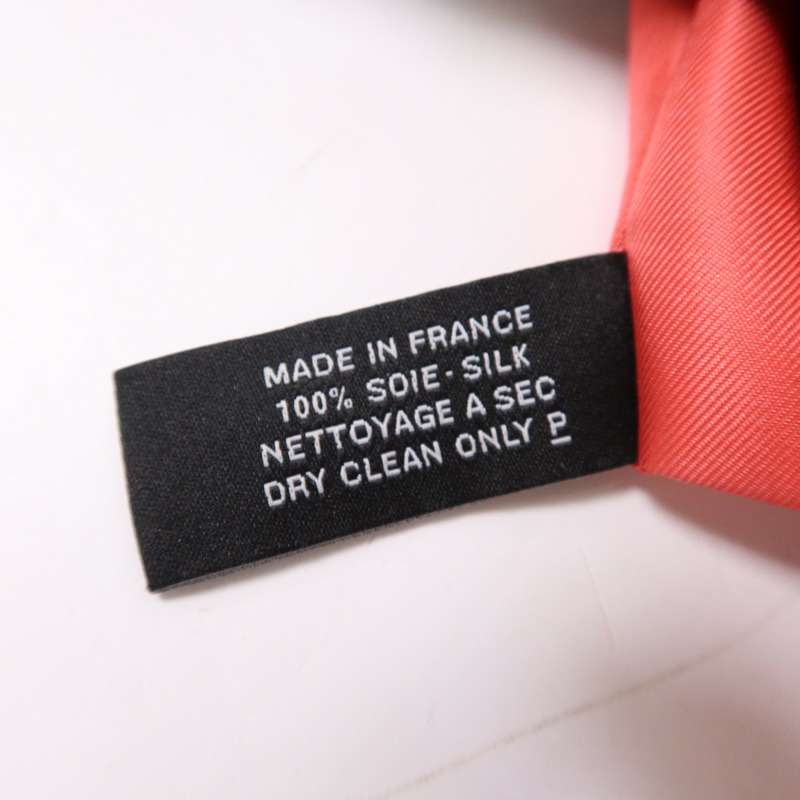 MADE IN FRANCE
100% SOIE - SILK
NETTOYAGE A SEC
DRY CLEAN ONLY P